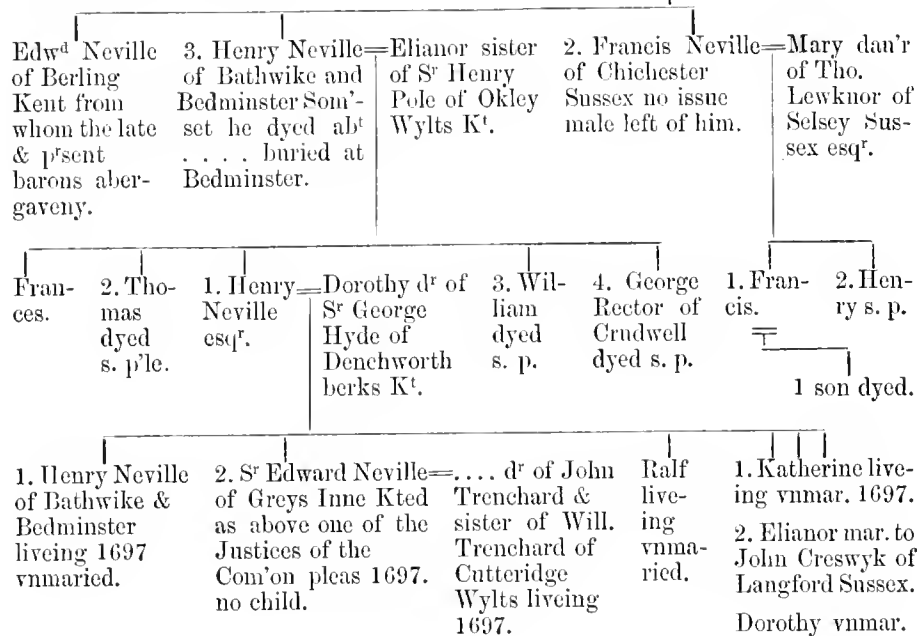 Edwᵈ Neville
of Berling
Kent from
whom the late
& pʳsent
barons aber-
gaveny.
3. Henry Neville=
of Bathwike and
Bedminster Som'-
set he dyed abᵗ
. . . . buried at
Bedminster.
Elianor sister
of Sʳ Henry
Pole of Okley
Wylts Kᵗ.
2. Francis Neville=
of Chichester
Sussex no issue
male left of him.
Mary dan'r
of Tho.
Lewknor of
Selsey Sus-
sex esqʳ.
Fran-
ces.
2. Tho-
mas
dyed
s. p'le.
1. Henry=
Neville
esqʳ.
Dorothy dʳ of
Sʳ George
Hyde of
Denchworth
berks Kᵗ.
3. Wil-
liam
dyed
s. p.
4. George
Rector of
Crudwell
dyed s. p.
1. Fran-
cis.
2. Hen-
ry s. p.
1 son dyed.
1. Henry Neville
of Bathwike &
Bedminster
liveing 1697
vnmaried.
2. Sʳ Edward Neville=
of Greys Inne Kted
as above one of the
Justices of the
Com'on pleas 1697.
no child.
.... dʳ of John
Trenchard &
sister of Will.
Trenchard of
Cutteridge
Wylts liveing
1697.
Ralf
live-
ing
vnma-
ried.
1. Katherine live-
ing vnmar. 1697.
2. Elianor mar. to
John Creswyk of
Langford Sussex.
Dorothy vnmar.